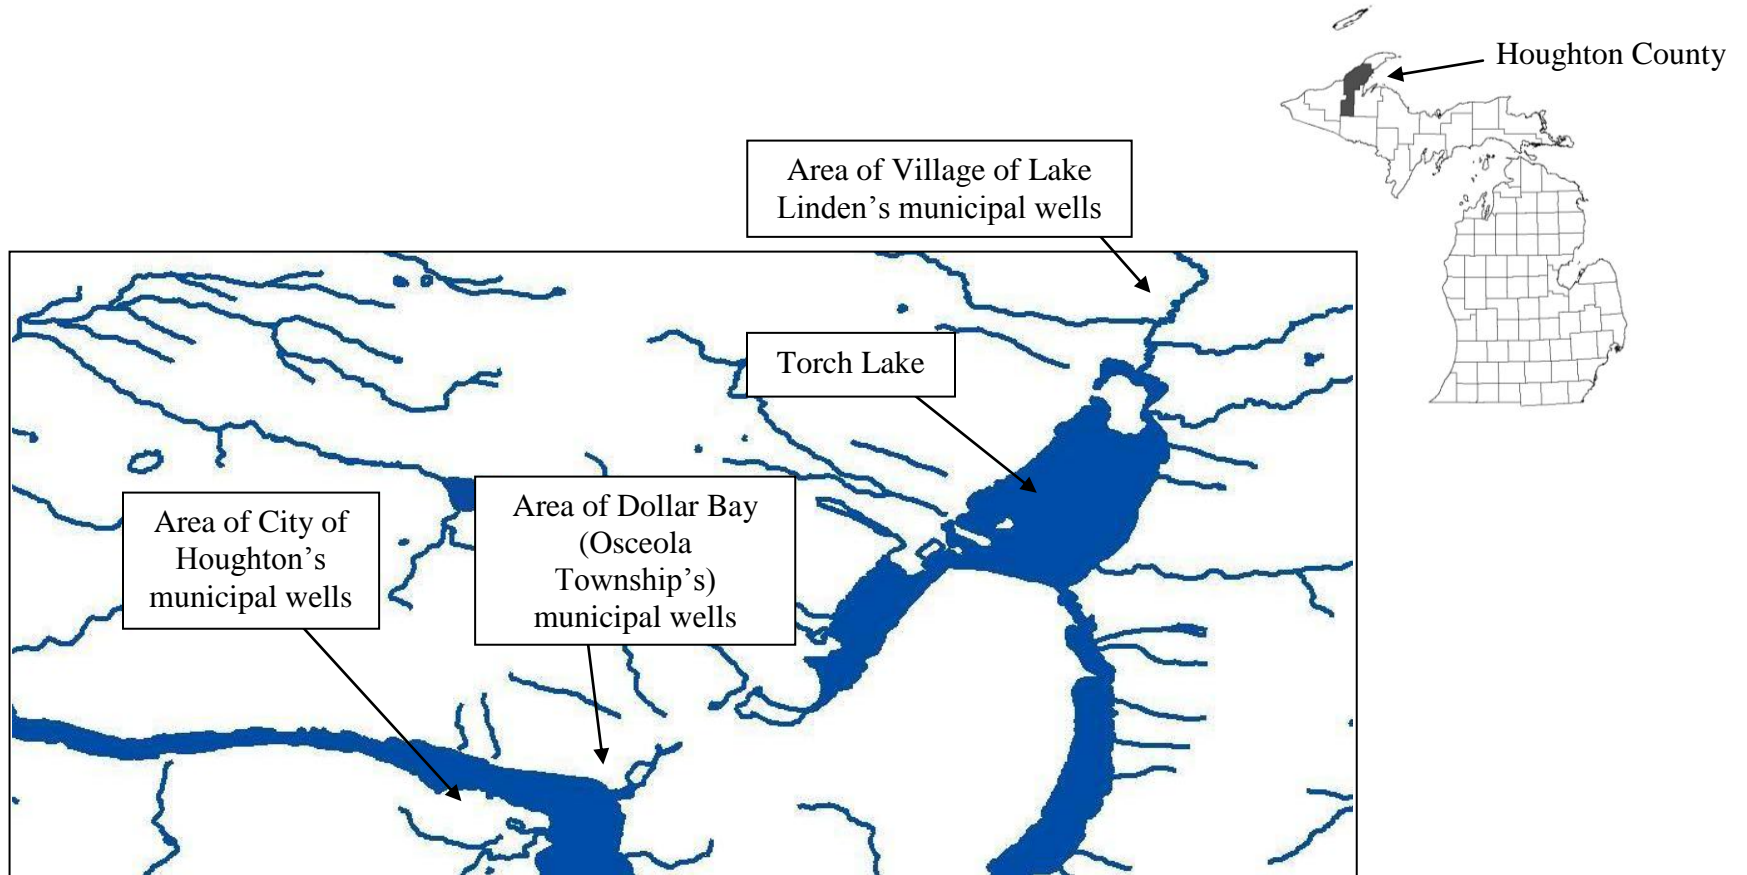 Houghton County
Area of Village of Lake
Linden’s municipal wells
Torch Lake
Area of City of
Houghton’s
municipal wells
Area of Dollar Bay
(Osceola
Township’s)
municipal wells